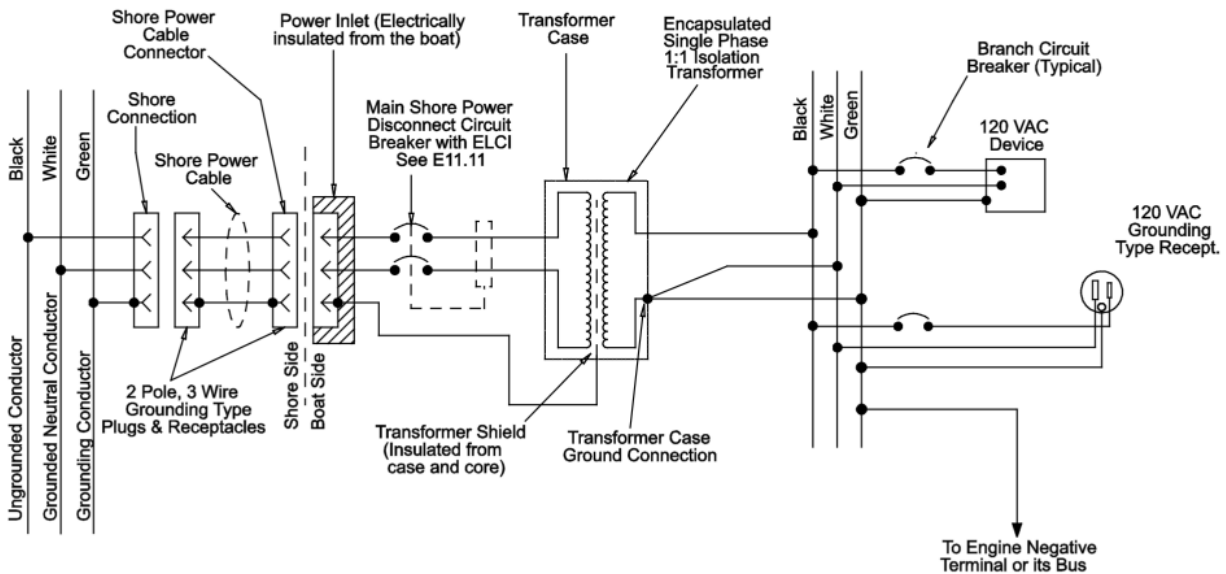 Shore Power
Cable
Connector
Power Inlet (Electrically
insulated from the boat)
Transformer
Case
Encapsulated
Single Phase
1:1 Isolation
Transformer
Branch Circuit
Breaker (Typical)
Shore
Connection
Main Shore Power
Disconnect Circuit
Breaker with ELCI
See E11.11
Black
White
Green
Shore Power
Cable
Black
White
Green
120 VAC
Device
120 VAC
Grounding
Type Recept.
Ungrounded Conductor
Grounded Neutral Conductor
Grounding Conductor
2 Pole, 3 Wire
Grounding Type
Plugs & Receptacles
Shore Side
Boat Side
Transformer Shield
(Insulated from
case and core)
Transformer Case
Ground Connection
To Engine Negative
Terminal or its Bus